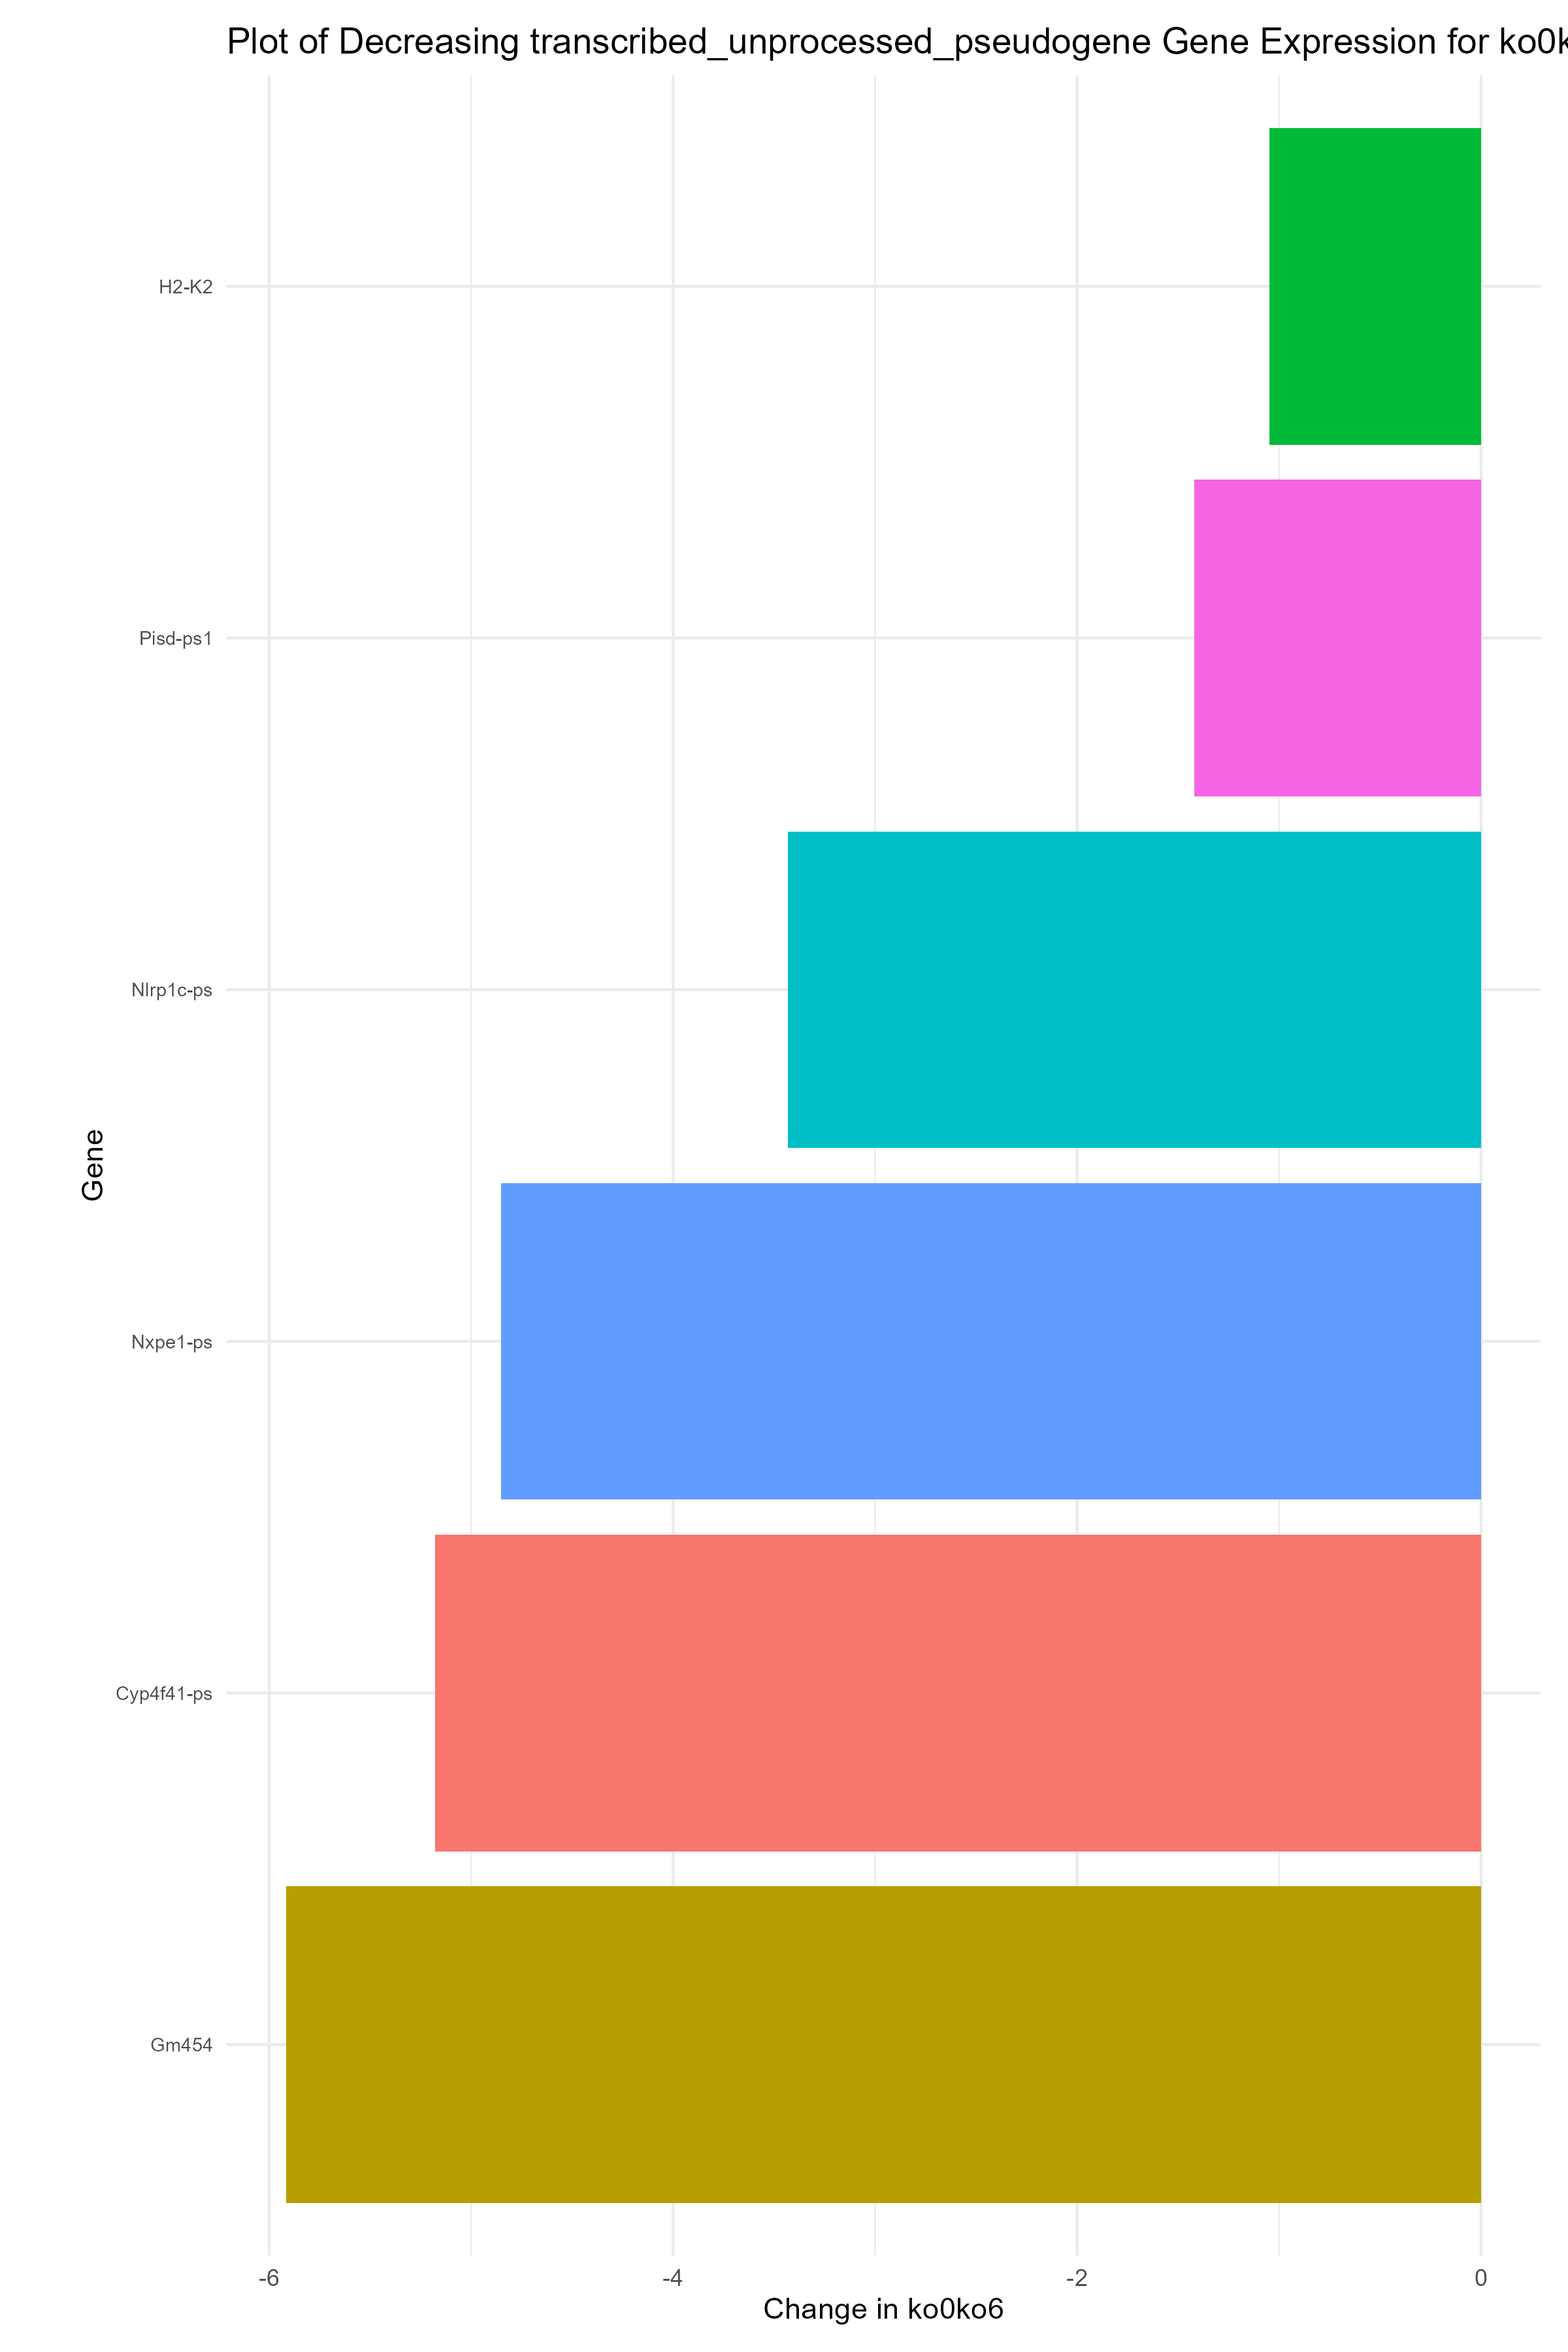 Plot of Decreasing transcribed_unprocessed_pseudogene Gene Expression for ko0k
H2-K2
Pisd-ps1
Nlrp1c-ps
Gene
Nxpe1-ps
Cyp4f41-ps
Gm454
-6 -4 -2 0
Change in ko0ko6